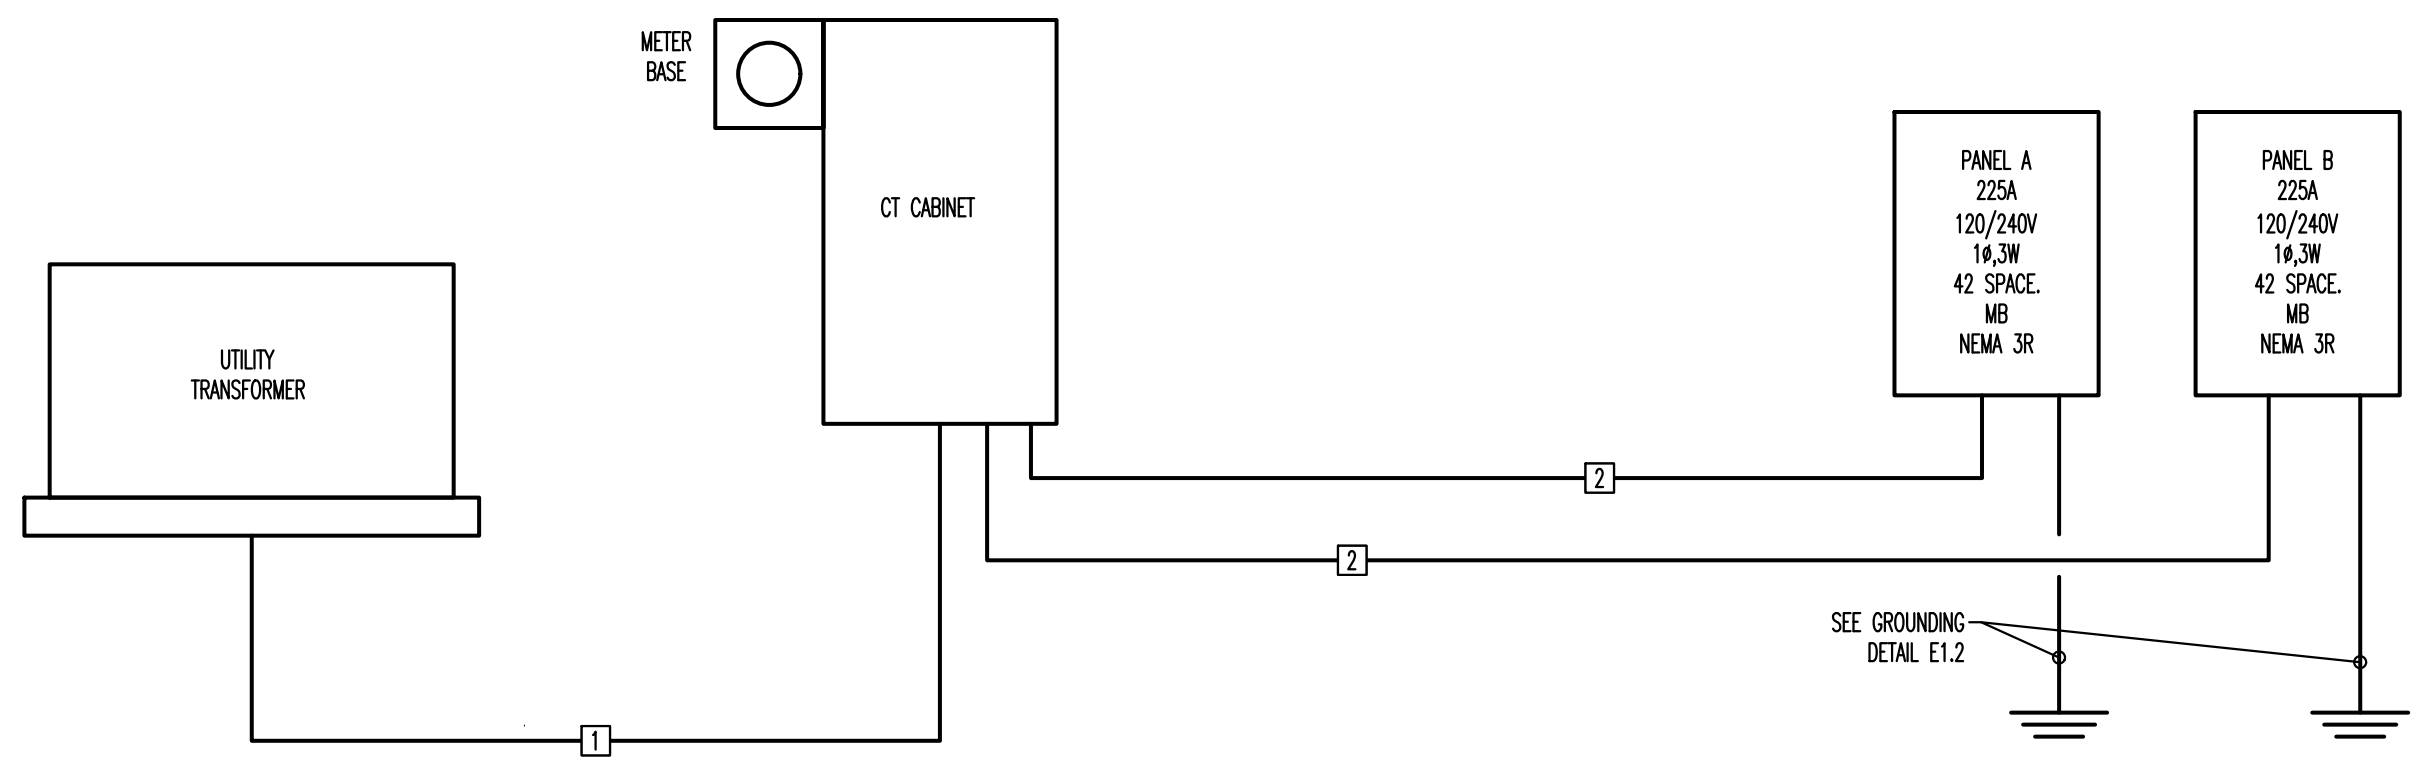 METER
BASE
CT CABINET
UTILITY
TRANSFORMER
PANEL A
225A
120/240V
1ø,3W
42 SPACE.
MB
NEMA 3R
PANEL B
225A
120/240V
1ø,3W
42 SPACE.
MB
NEMA 3R
2
2
SEE GROUNDING
DETAIL E1.2
1